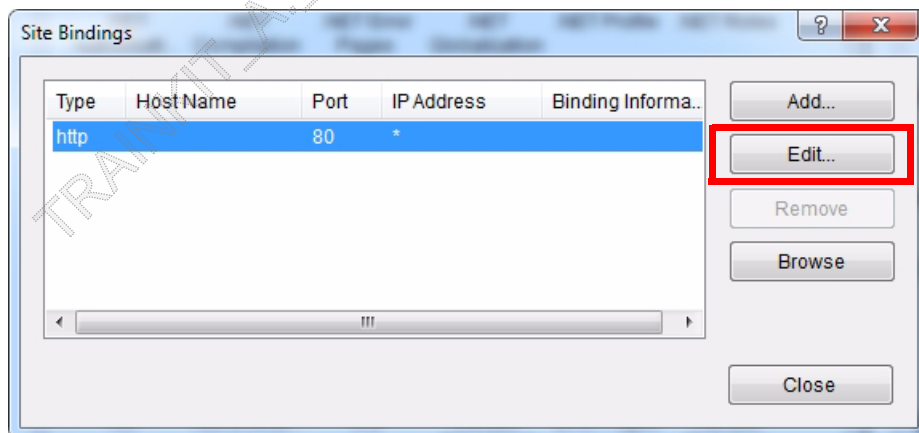 Site Bindings
Type Host Name Port IP Address Binding Informa...
http 80 *
Add...
Edit...
Remove
Browse
Close